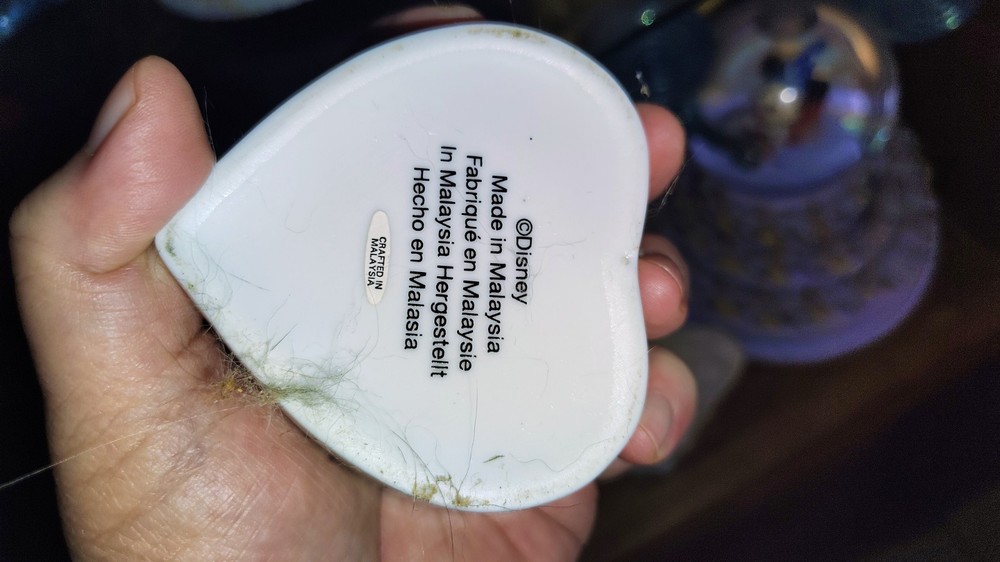 ©Disney
Made in Malaysia
Fabriqué en Malaysie
In Malaysia Hergestellt
Hecho en Malasia
CRAFTED IN
MALAYSIA